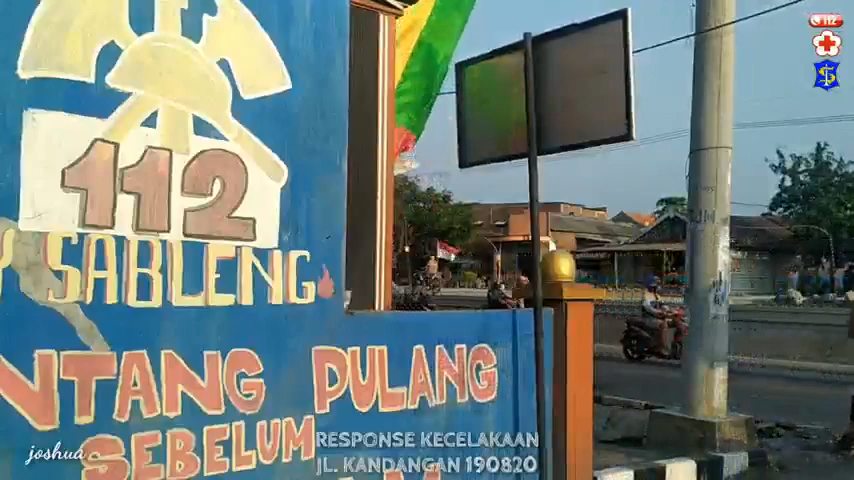 112
112
Y SABLENG
NTANG PULANG
SEBELUM
joshua
RESPONSE KECELAKAAN
JL. KANDANGAN 190820